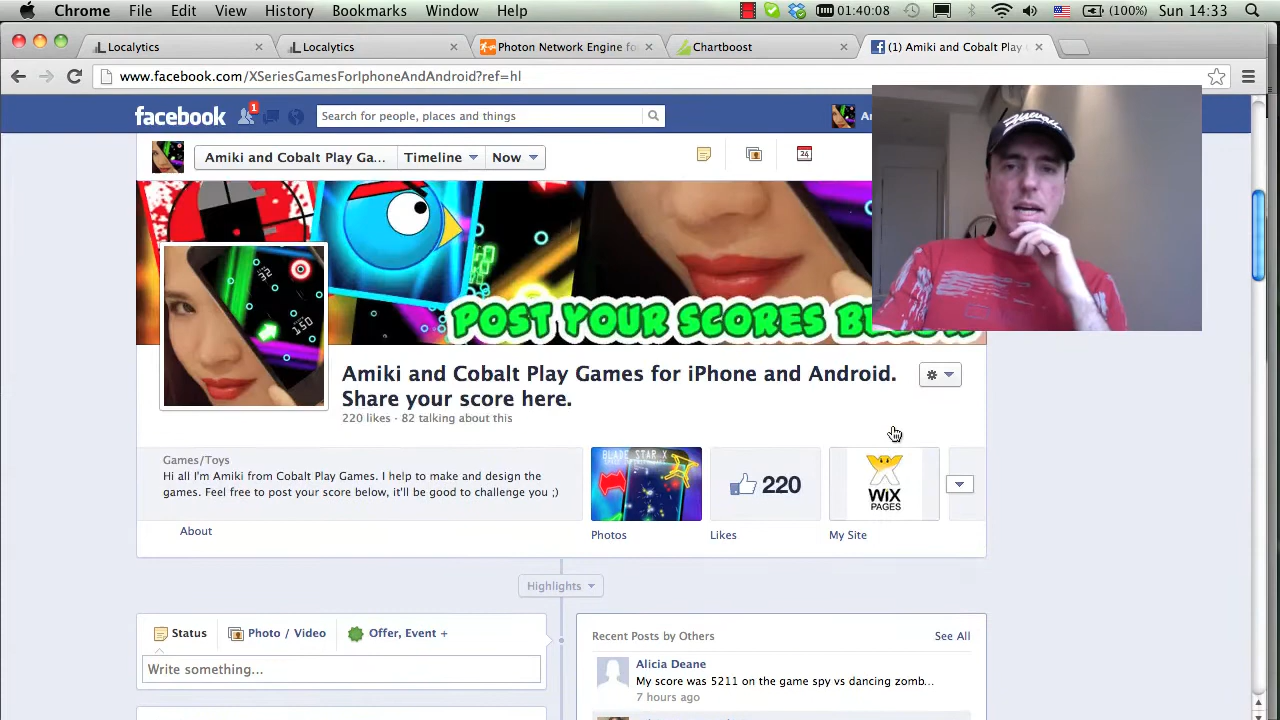 Chrome File Edit View History Bookmarks Window Help 01:40:08 (100%) Sun 14:33
Localytics Localytics Photon Network Engine fo Chartboost (1) Amiki and Cobalt Play
www.facebook.com/XSeriesGamesForIphoneAndAndroid?ref=hl
facebook 1 Search for people, places and things
Amiki and Cobalt Play Ga... Timeline Now 24
150
POST YOUR SCORES
Amiki and Cobalt Play Games for iPhone and Android.
Share your score here.
220 likes · 82 talking about this
Games/Toys
Hi all I'm Amiki from Cobalt Play Games. I help to make and design the
games. Feel free to post your score below, it'll be good to challenge you ;)
About
BLADE STAR X
220
WiX
PAGES
Photos Likes My Site
Highlights
Status Photo / Video Offer, Event +
Write something...
Recent Posts by Others See All
Alicia Deane
My score was 5211 on the game spy vs dancing zomb...
7 hours ago